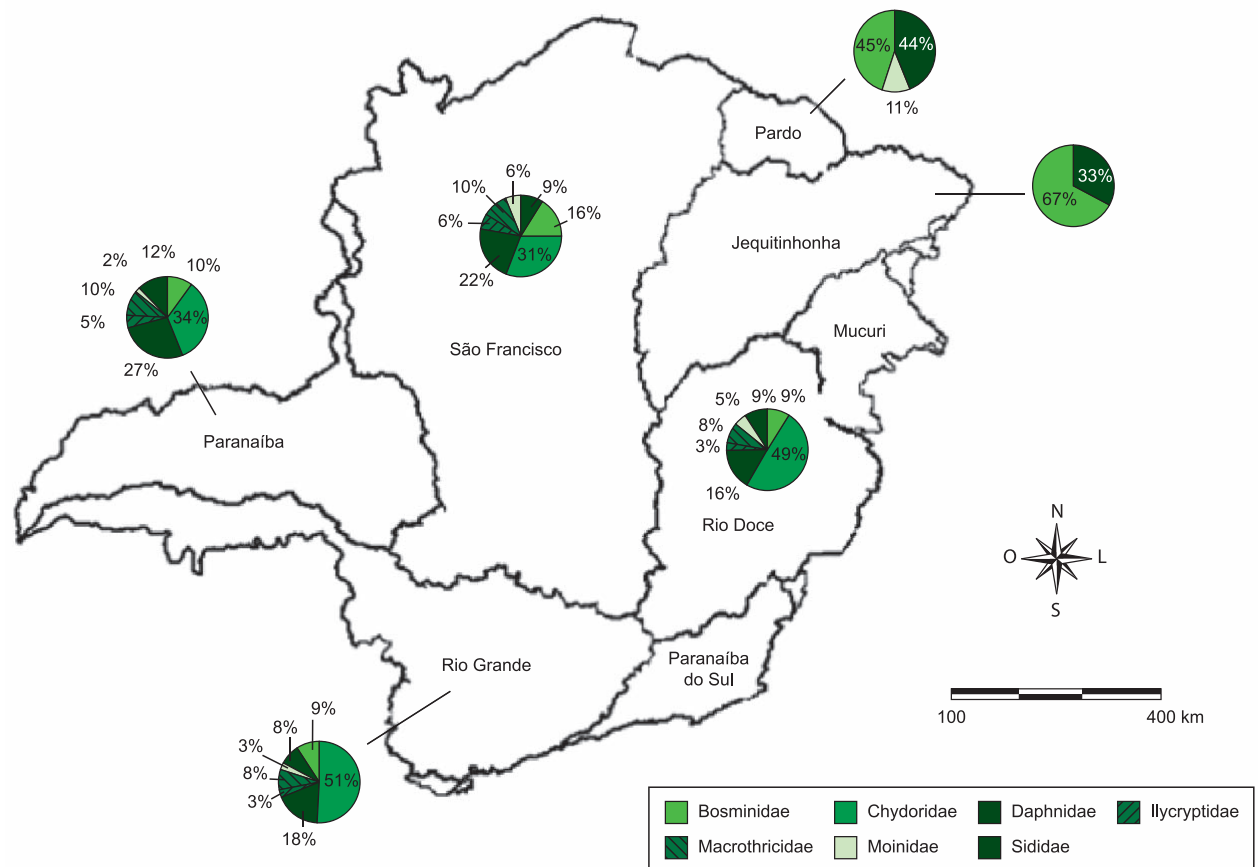 45% 44%
11%
Pardo
33%
67%
6%
10% 9%
6% 16%
31%
22%
Jequitinhonha
2% 12% 10%
10%
34%
5%
27%
Mucuri
São Francisco
Paranaíba
5% 9% 9%
8%
3%
49%
16%
Rio Doce
N
O L
S
Rio Grande
Paranaíba
do Sul
100 400 km
9%
8%
3%
8% 51%
3%
18%
Bosminidae Chydoridae Daphnidae Ilycryptidae
Macrothricidae Moinidae Sididae